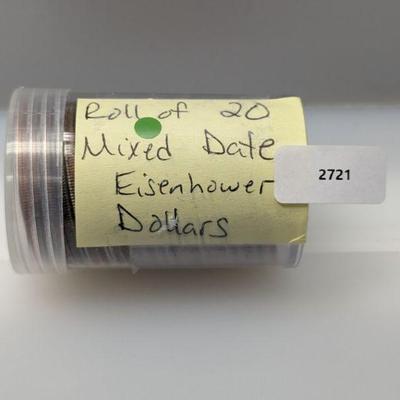 Roll of 20
Mixed Date
Eisenhower
Dollars
2721